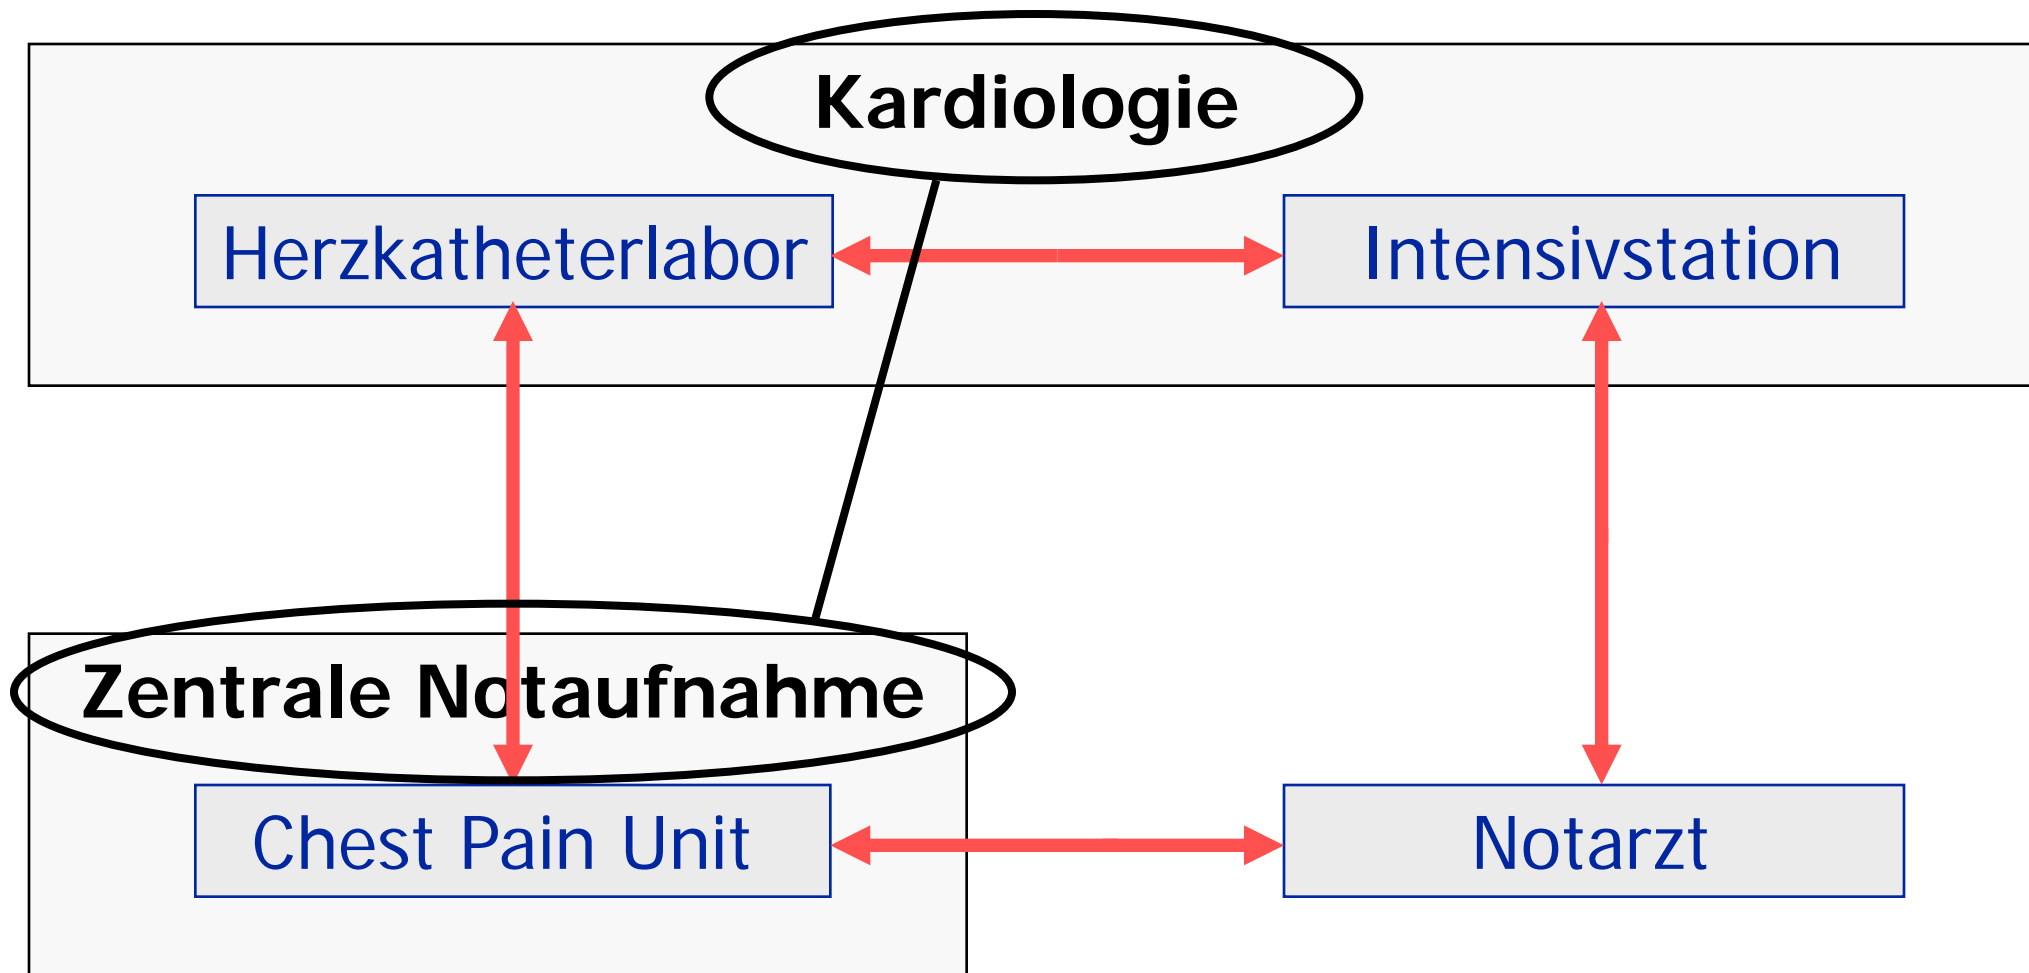 Kardiologie
Herzkatheterlabor
Intensivstation
Zentrale Notaufnahme
Chest Pain Unit
Notarzt